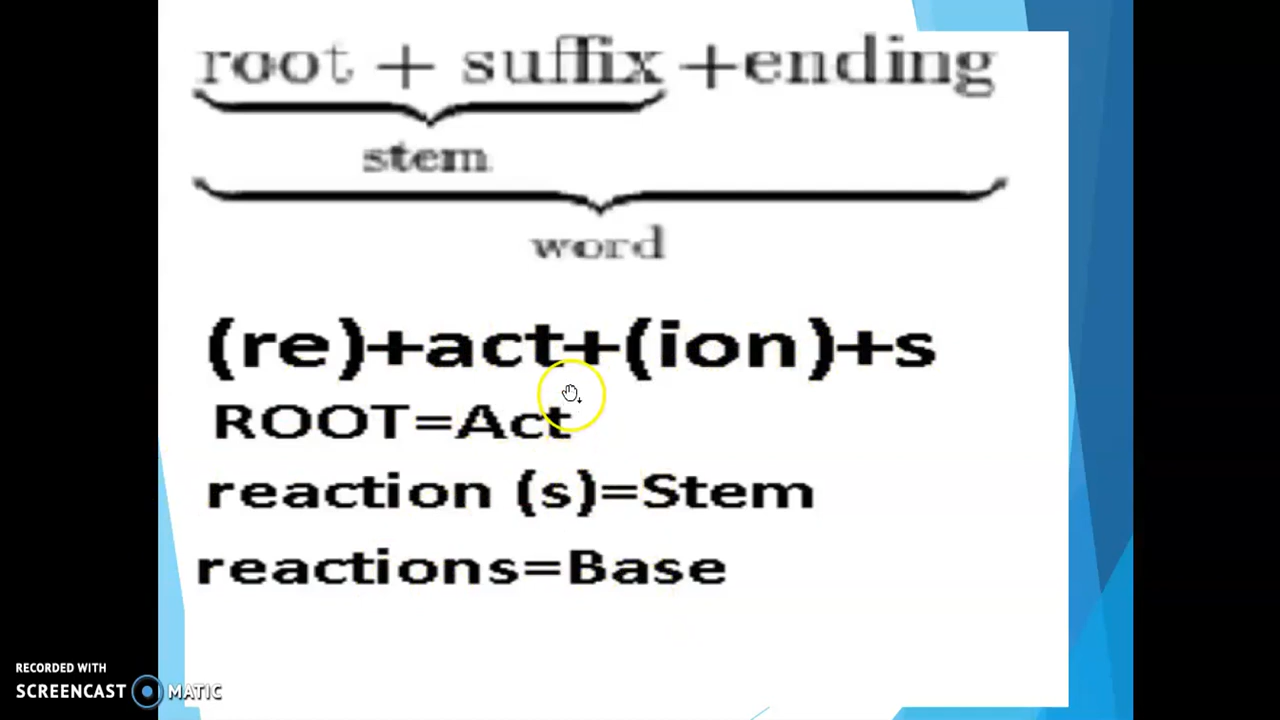 root + suffix +ending
stem
word
(re)+act+(ion)+s
ROOT=Act
reaction (s)=Stem
reactions=Base
RECORDED WITH
SCREENCAST MATIC